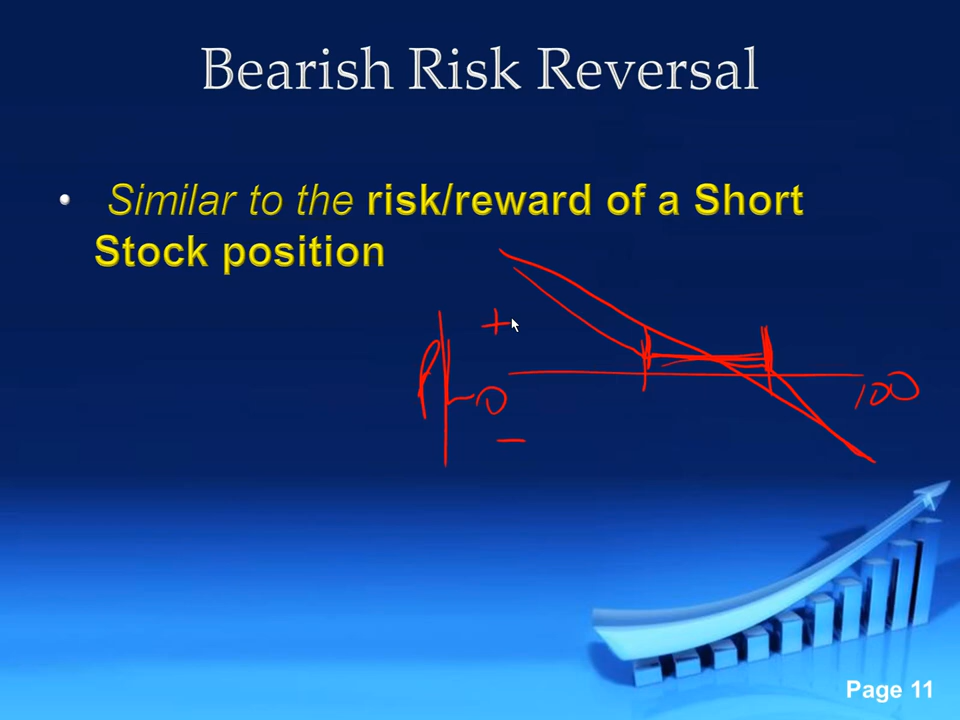 Bearish Risk Reversal
• Similar to the risk/reward of a Short
Stock position
+
P/L
0
100
−
Page 11